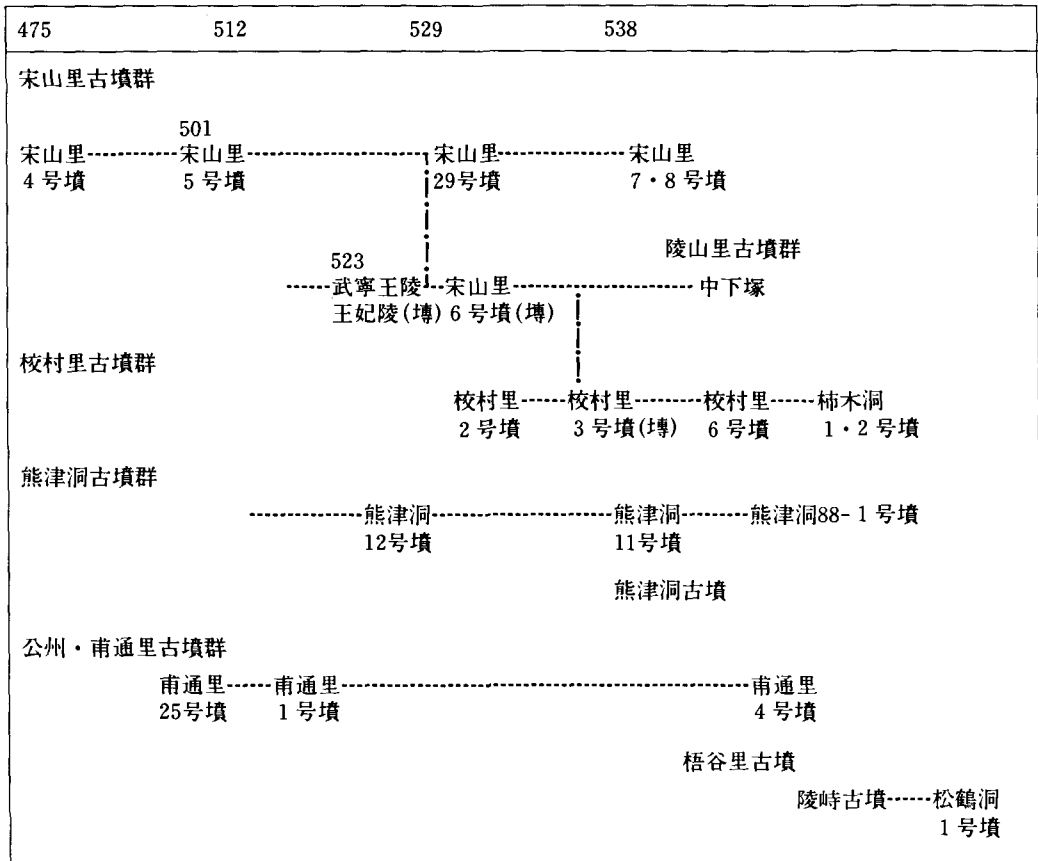 475 512 529 538
宋山里古墳群
501
宋山里 宋山里 宋山里 宋山里
4号墳 5号墳 29号墳 7・8号墳
陵山里古墳群
523
武寧王陵 宋山里 中下塚
王妃陵(塼) 6号墳(塼)
校村里古墳群
校村里 校村里 校村里 柿木洞
2号墳 3号墳(塼) 6号墳 1・2号墳
熊津洞古墳群
熊津洞 熊津洞 熊津洞88-1号墳
12号墳 11号墳
熊津洞古墳
公州・甫通里古墳群
甫通里 甫通里 甫通里
25号墳 1号墳 4号墳
梧谷里古墳
陵峙古墳 松鶴洞
1号墳